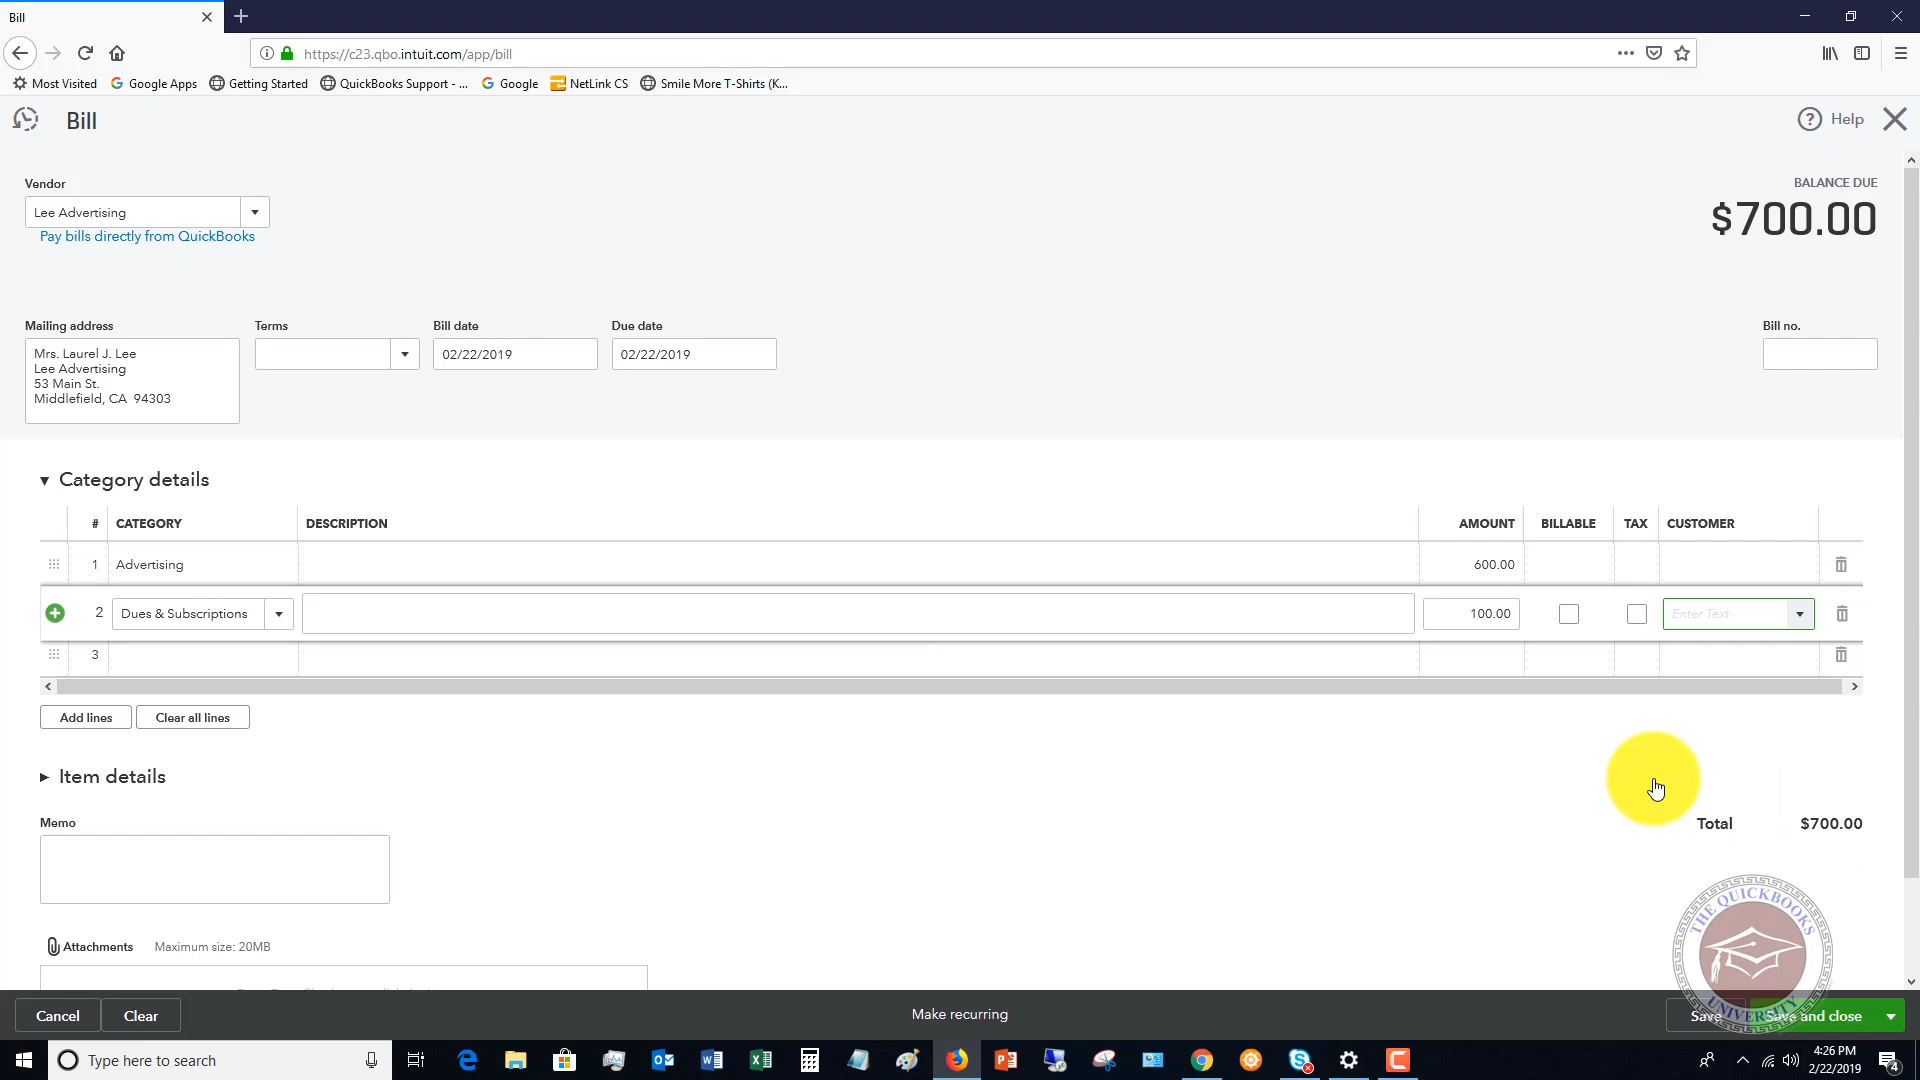 Bill
https://c23.qbo.intuit.com/app/bill
Most Visited Google Apps Getting Started QuickBooks Support - ... Google NetLink CS Smile More T-Shirts (K...
Bill
Help
Vendor
BALANCE DUE
Lee Advertising
$700.00
Pay bills directly from QuickBooks
Mailing address Terms Bill date Due date Bill no.
Mrs. Laurel J. Lee
Lee Advertising
53 Main St.
Middlefield, CA 94303
02/22/2019 02/22/2019
Category details
# CATEGORY DESCRIPTION AMOUNT BILLABLE TAX CUSTOMER
1 Advertising 600.00
2 Dues & Subscriptions 100.00 Enter Text
3
Add lines Clear all lines
Item details
Memo
Total $700.00
Attachments Maximum size: 20MB
THE QUICKBOOKS
UNIVERSITY
Cancel Clear Make recurring Save Save and close
Type here to search
4:26 PM
2/22/2019
4